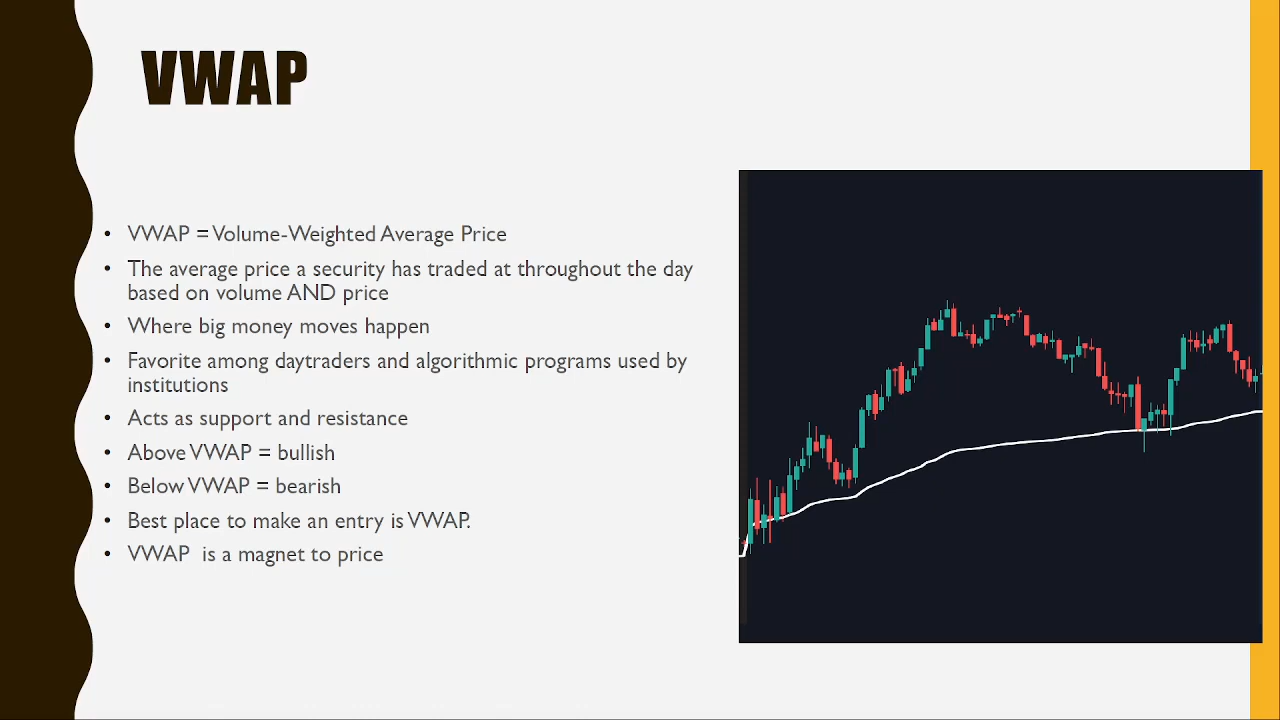 VWAP
• VWAP = Volume-Weighted Average Price
• The average price a security has traded at throughout the day
based on volume AND price
• Where big money moves happen
• Favorite among daytraders and algorithmic programs used by
institutions
• Acts as support and resistance
• Above VWAP = bullish
• Below VWAP = bearish
• Best place to make an entry is VWAP.
• VWAP  is a magnet to price